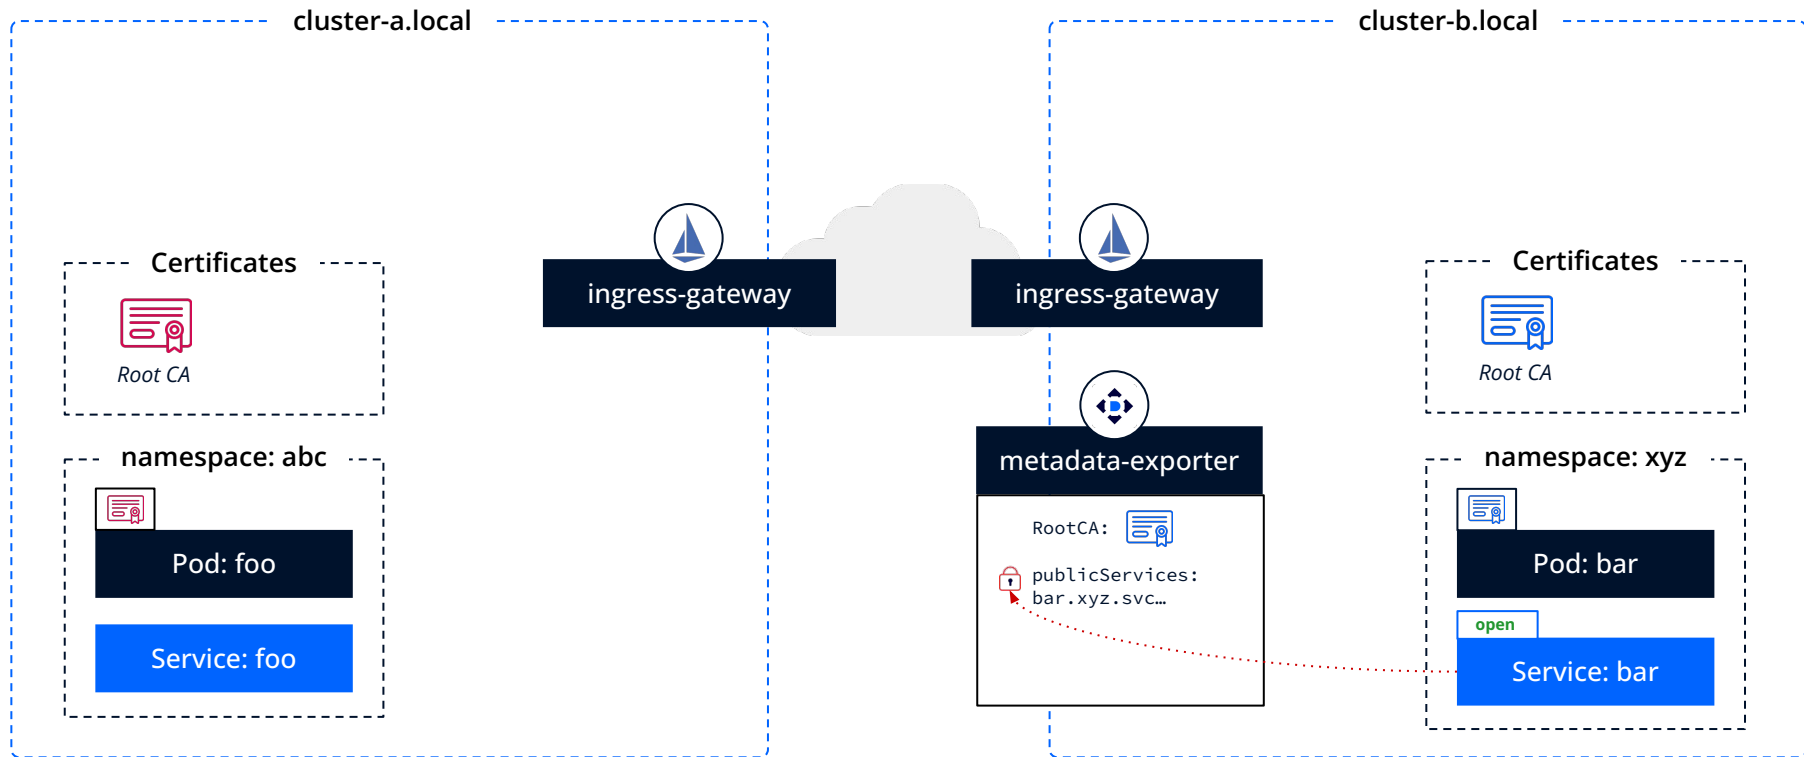 cluster-a.local
cluster-b.local
ingress-gateway
ingress-gateway
Certificates
Root CA
Certificates
Root CA
metadata-exporter
RootCA:
publicServices:
bar.xyz.svc…
namespace: abc
Pod: foo
Service: foo
namespace: xyz
Pod: bar
open
Service: bar